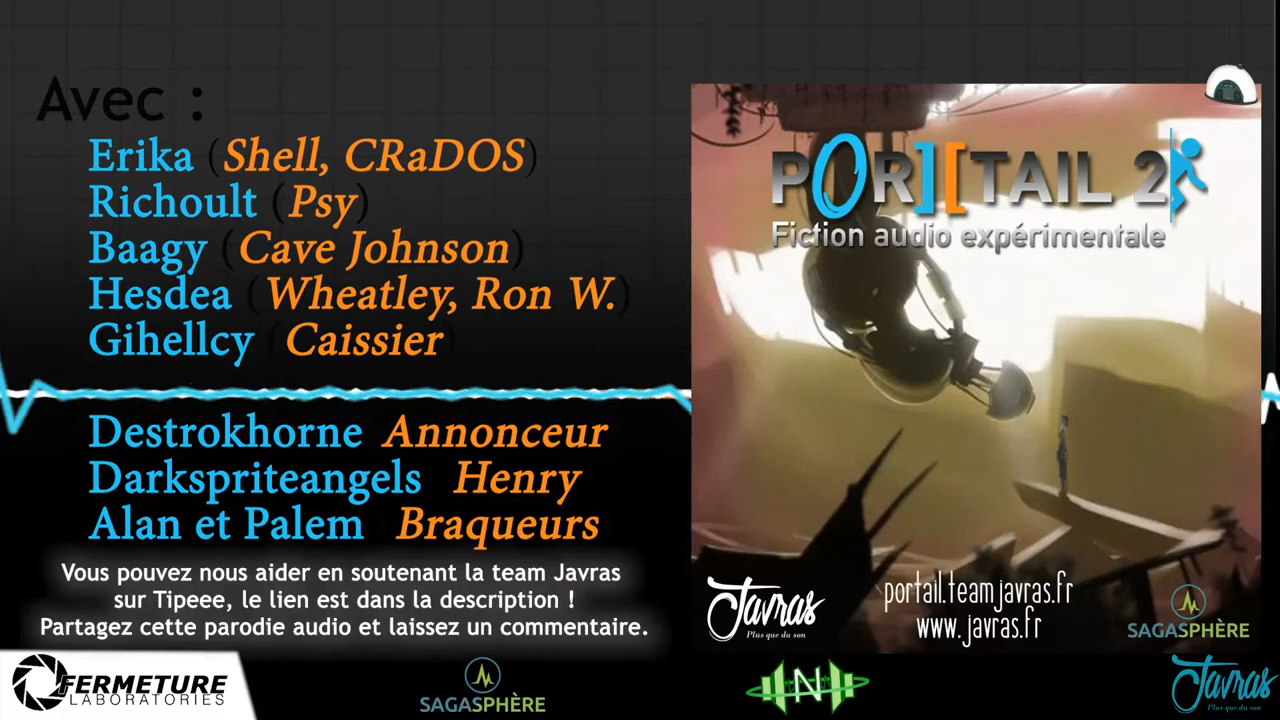 Avec :
Erika (Shell, CRaDOS)
Richoult (Psy)
Baagy (Cave Johnson)
Hesdea (Wheatley, Ron W.)
Gihellcy (Caissier)
Destrokhorne Annonceur
Darkspriteangels Henry
Alan et Palem Braqueurs
Vous pouvez nous aider en soutenant la team Javras
sur Tipeee, le lien est dans la description !
Partagez cette parodie audio et laissez un commentaire.
POR][TAIL 2
Fiction audio expérimentale
Javras
Plus que du son
portail.teamjavras.fr
www.javras.fr
SAGASPHÈRE
FERMETURE
LABORATORIES
SAGASPHÈRE
N
Javras
Plus que du son